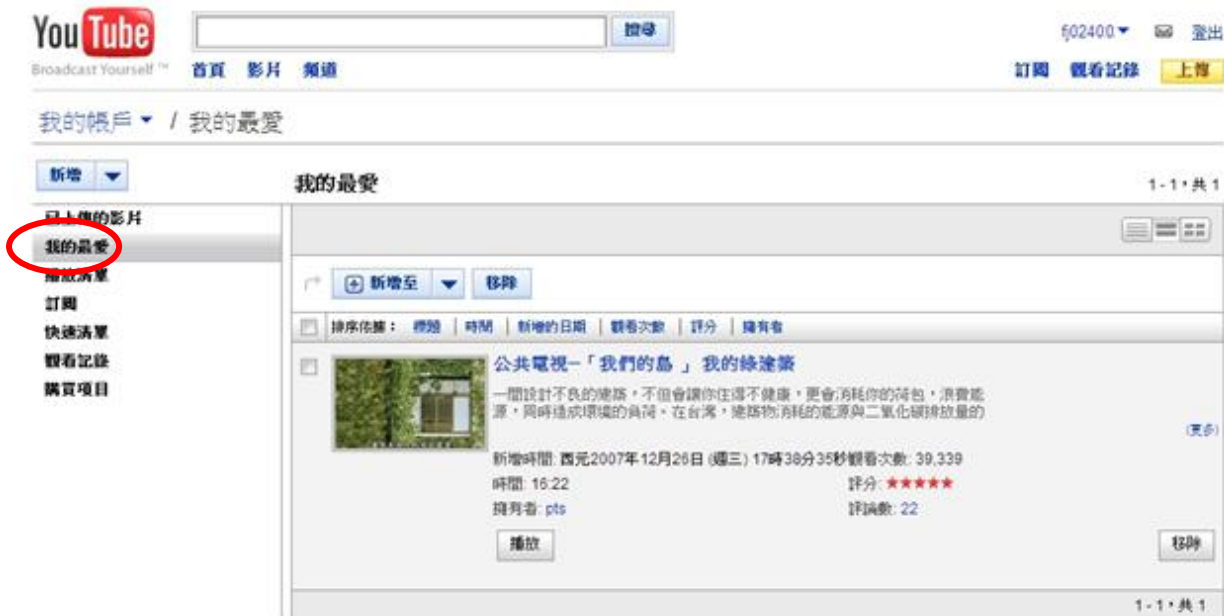 You Tube
搜尋
fj02400
登出
Broadcast Yourself ™
首頁 影片 頻道
訂閱 觀看記錄 上傳
我的帳戶 / 我的最愛
新增
我的最愛
1 - 1，共 1
已上傳的影片
我的最愛
播放清單
訂閱
快速清單
觀看記錄
購買項目
新增至 移除
排序依據： 標題 | 時間 | 新增的日期 | 觀看次數 | 評分 | 擁有者
公共電視─「我們的島 」 我的綠建築
一間設計不良的建築，不但會讓你住得不健康，更會消耗你的荷包，浪費能
源，同時造成環境的負荷。在台灣，建築物消耗的能源與二氧化碳排放量的
(更多)
新增時間: 西元2007年12月26日 (週三) 17時38分35秒 觀看次數: 39,339
時間: 16:22 評分: ★★★★★
擁有者: pts 評論數: 22
播放 移除
1 - 1，共 1